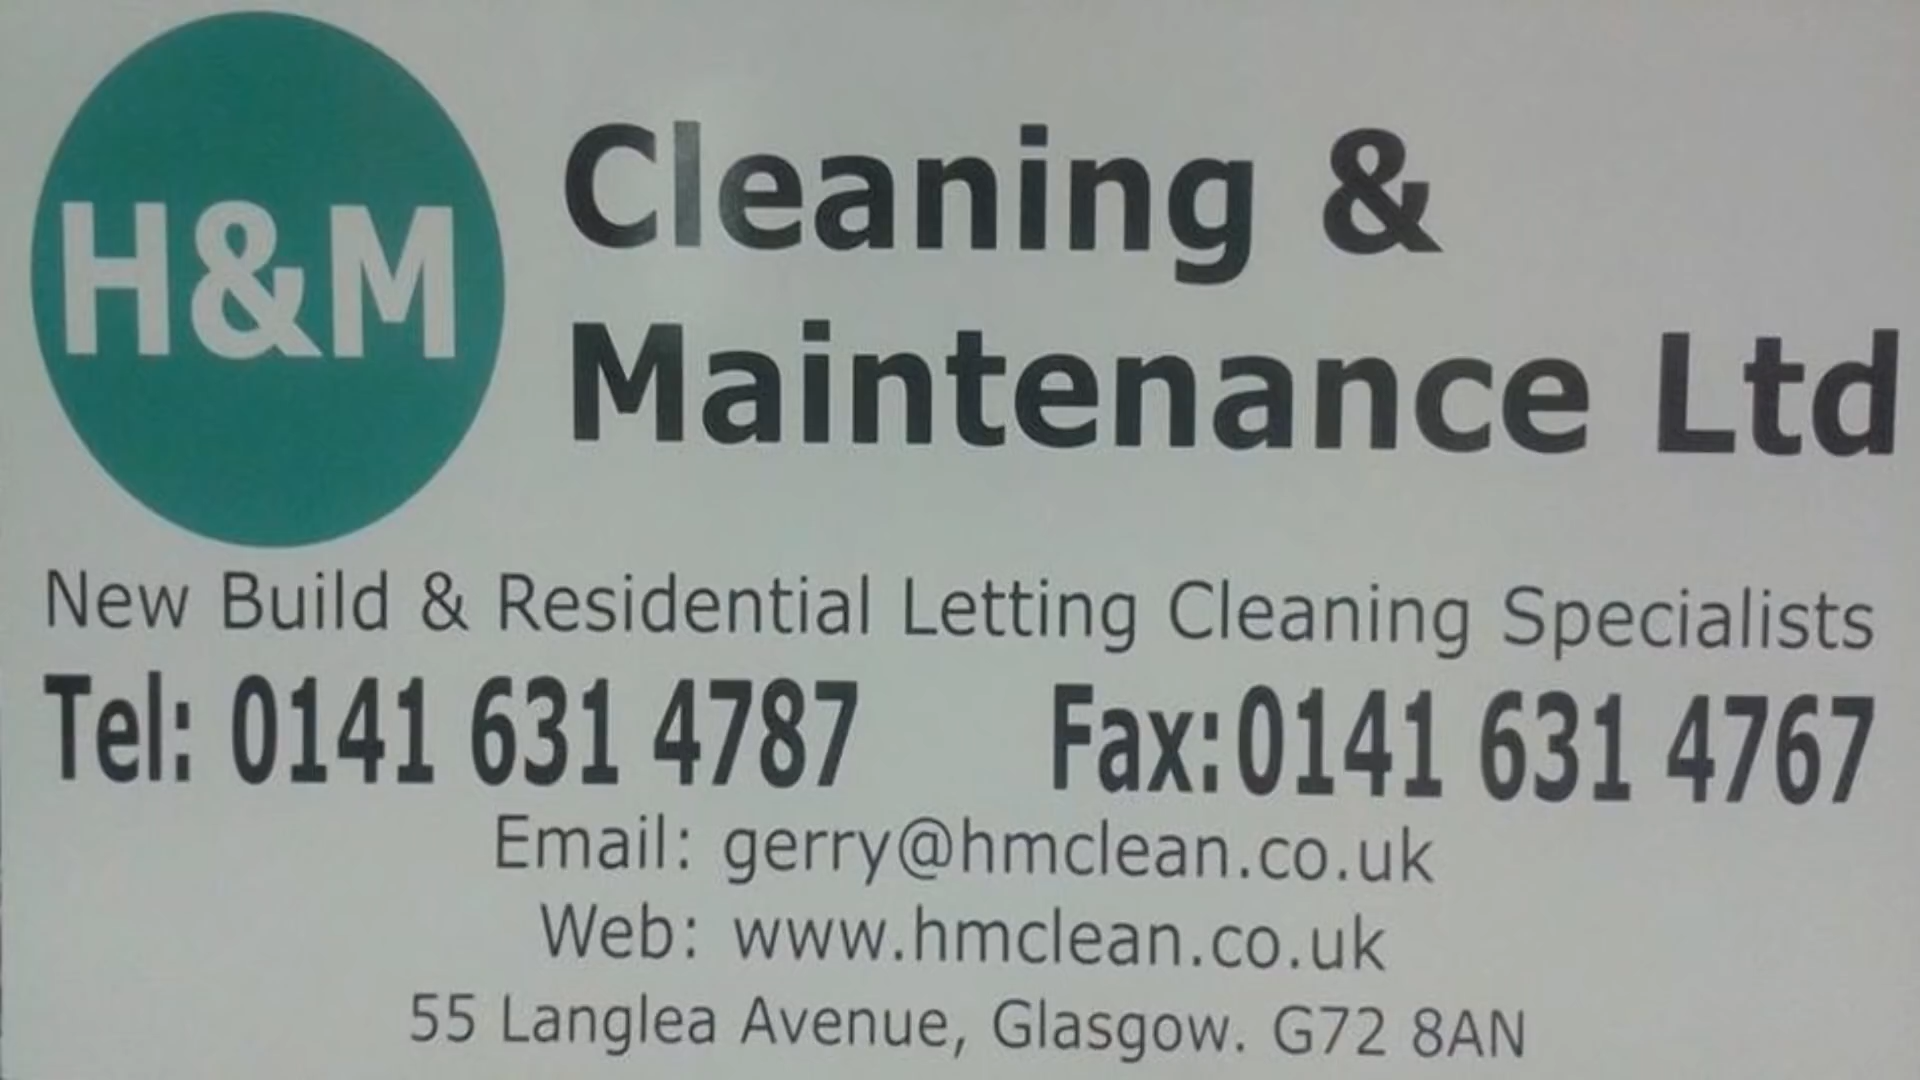 H&M
Cleaning &
Maintenance Ltd
New Build & Residential Letting Cleaning Specialists
Tel: 0141 631 4787 Fax:0141 631 4767
Email: gerry@hmclean.co.uk
Web: www.hmclean.co.uk
55 Langlea Avenue, Glasgow. G72 8AN